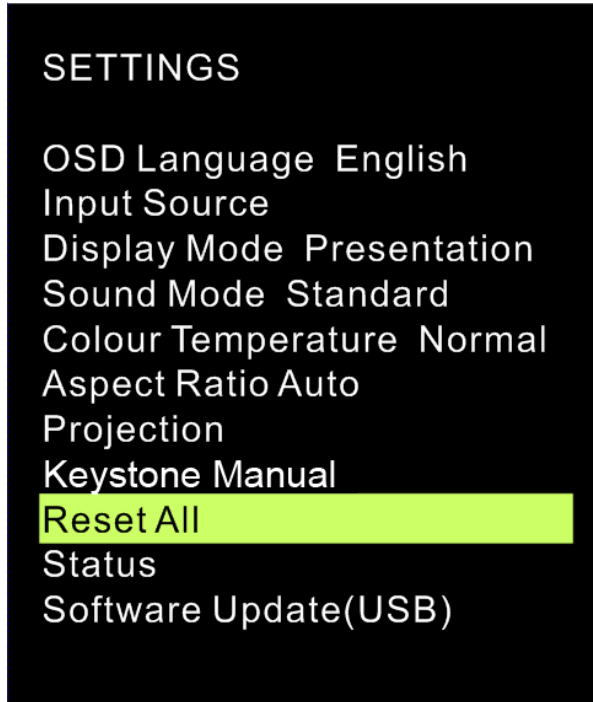 SETTINGS
OSD Language English
Input Source
Display Mode Presentation
Sound Mode Standard
Colour Temperature Normal
Aspect Ratio Auto
Projection
Keystone Manual
Reset All
Status
Software Update(USB)